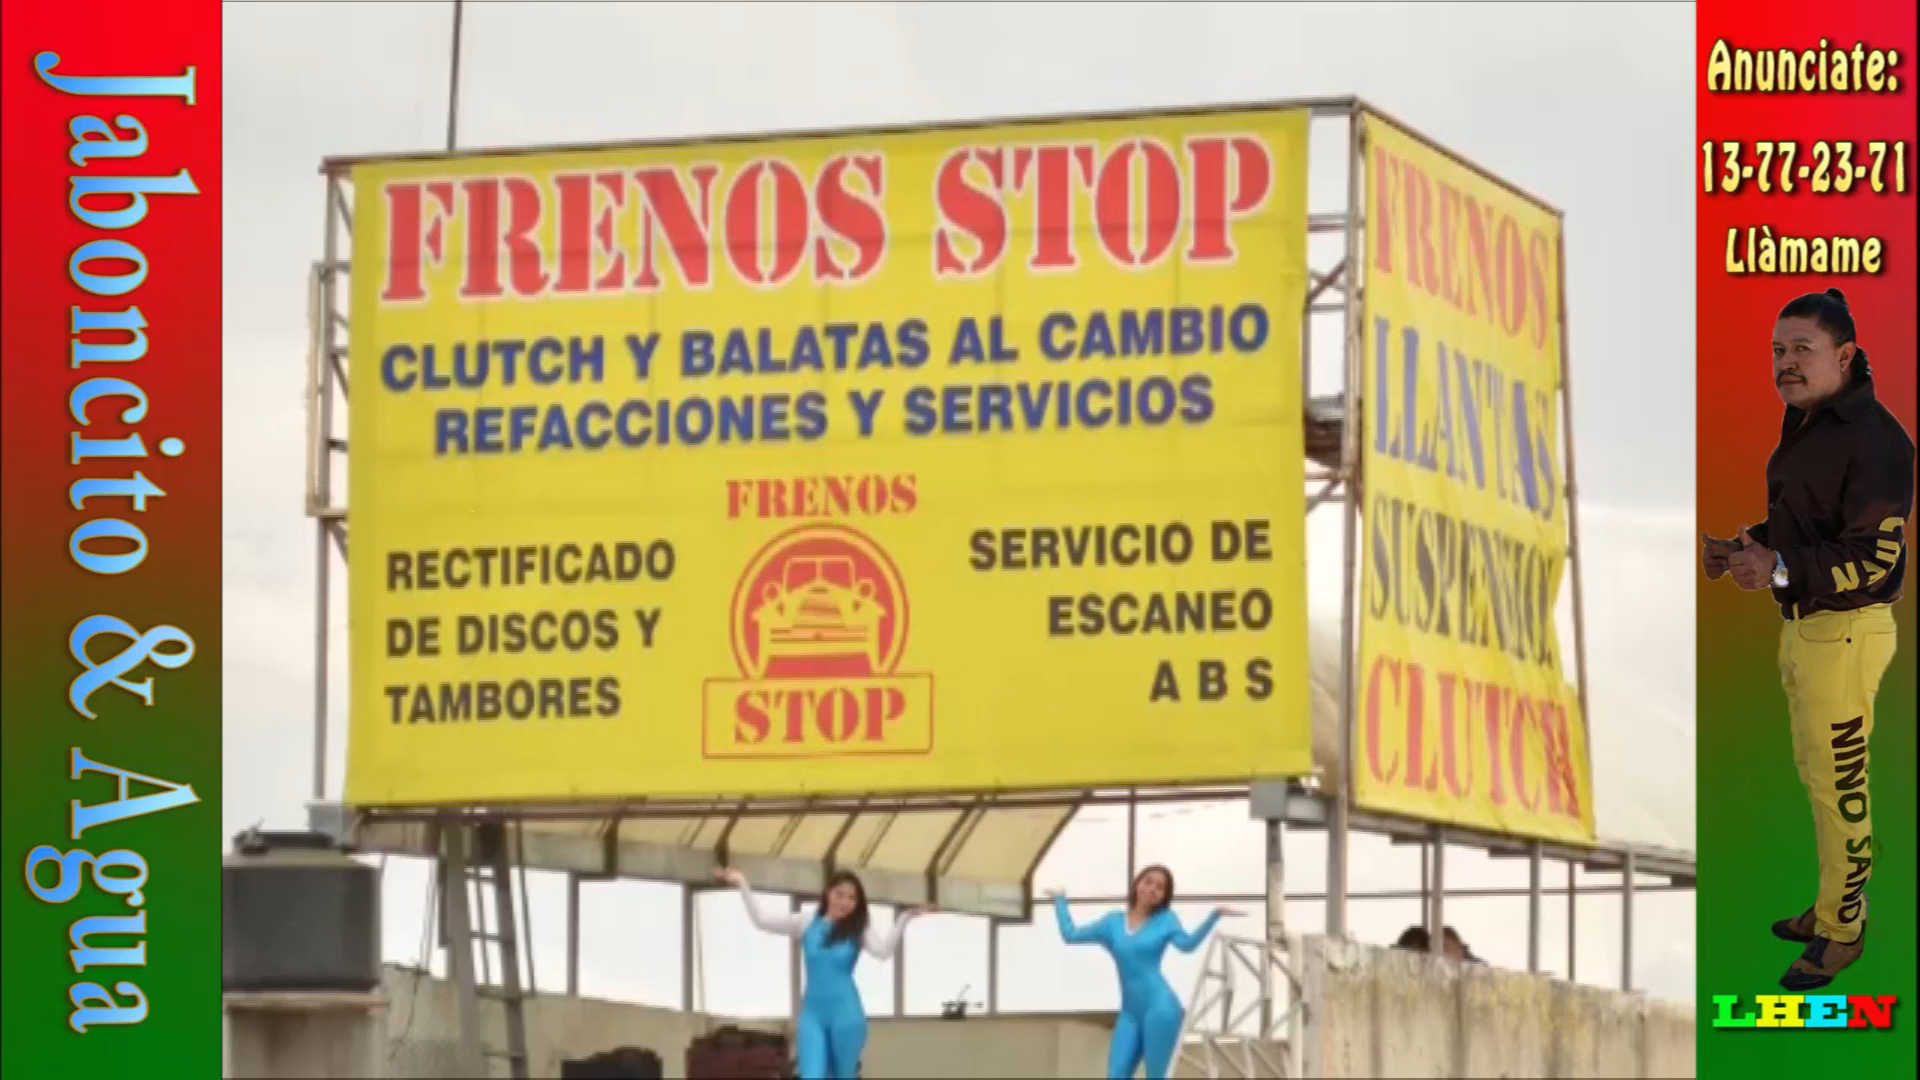 Jaboncito & Agua
FRENOS STOP
CLUTCH Y BALATAS AL CAMBIO
REFACCIONES Y SERVICIOS
FRENOS
STOP
RECTIFICADO
DE DISCOS Y
TAMBORES
SERVICIO DE
ESCANEO
A B S
FRENOS
LLANTAS
CLUTCH
Anunciate:
13-77-23-71
Llàmame
NINO SAND
LHEN